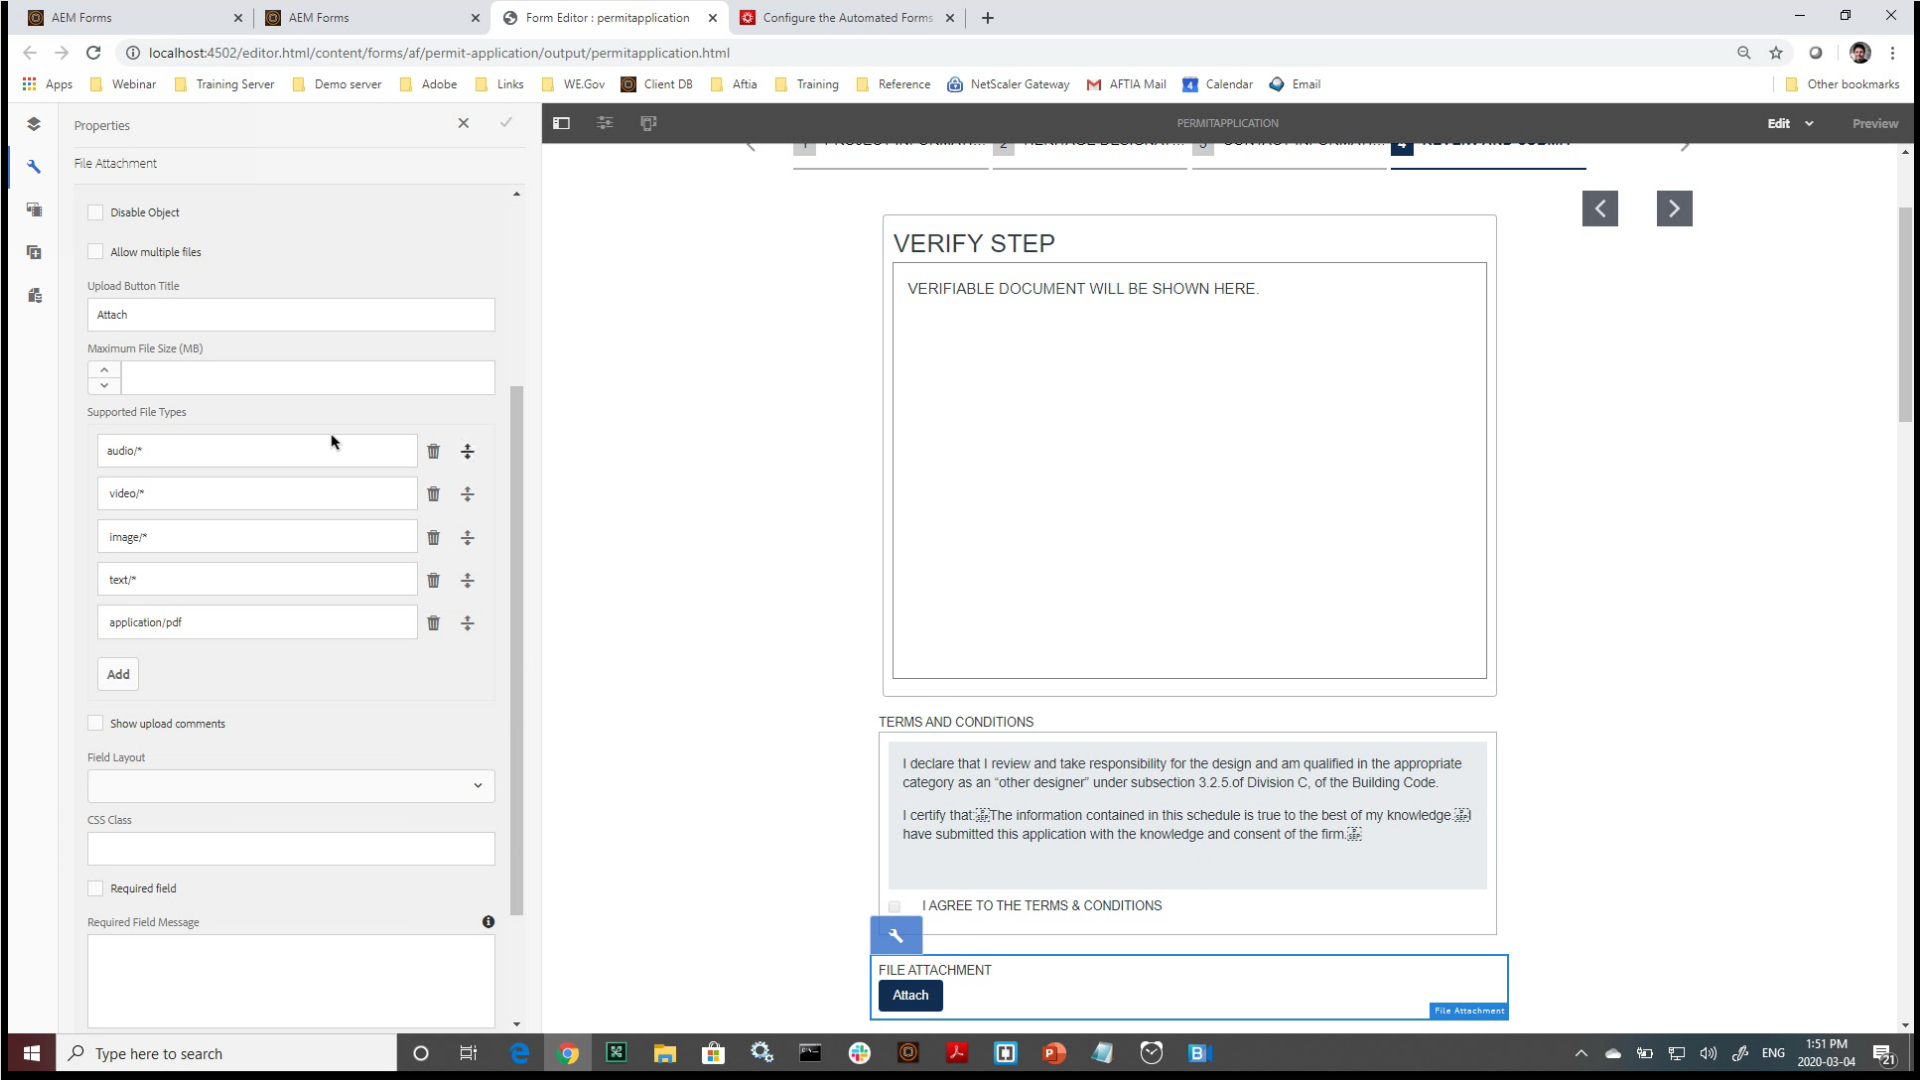 AEM Forms
AEM Forms
Form Editor : permitapplication
Configure the Automated Forms
localhost:4502/editor.html/content/forms/af/permit-application/output/permitapplication.html
Apps
Webinar
Training Server
Demo server
Adobe
Links
WE.Gov
Client DB
Aftia
Training
Reference
NetScaler Gateway
AFTIA Mail
4
Calendar
Email
Other bookmarks
Properties
PERMITAPPLICATION
Edit
Preview
File Attachment
Disable Object
Allow multiple files
Upload Button Title
Attach
Maximum File Size (MB)
Supported File Types
audio/*
video/*
image/*
text/*
application/pdf
Add
Show upload comments
Field Layout
CSS Class
Required field
Required Field Message
VERIFY STEP
VERIFIABLE DOCUMENT WILL BE SHOWN HERE.
TERMS AND CONDITIONS
I declare that I review and take responsibility for the design and am qualified in the appropriate
category as an “other designer” under subsection 3.2.5.of Division C, of the Building Code.
I certify that:The information contained in this schedule is true to the best of my knowledge.I
have submitted this application with the knowledge and consent of the firm.
I AGREE TO THE TERMS & CONDITIONS
FILE ATTACHMENT
Attach
File Attachment
Type here to search
ENG
1:51 PM
2020-03-04
21